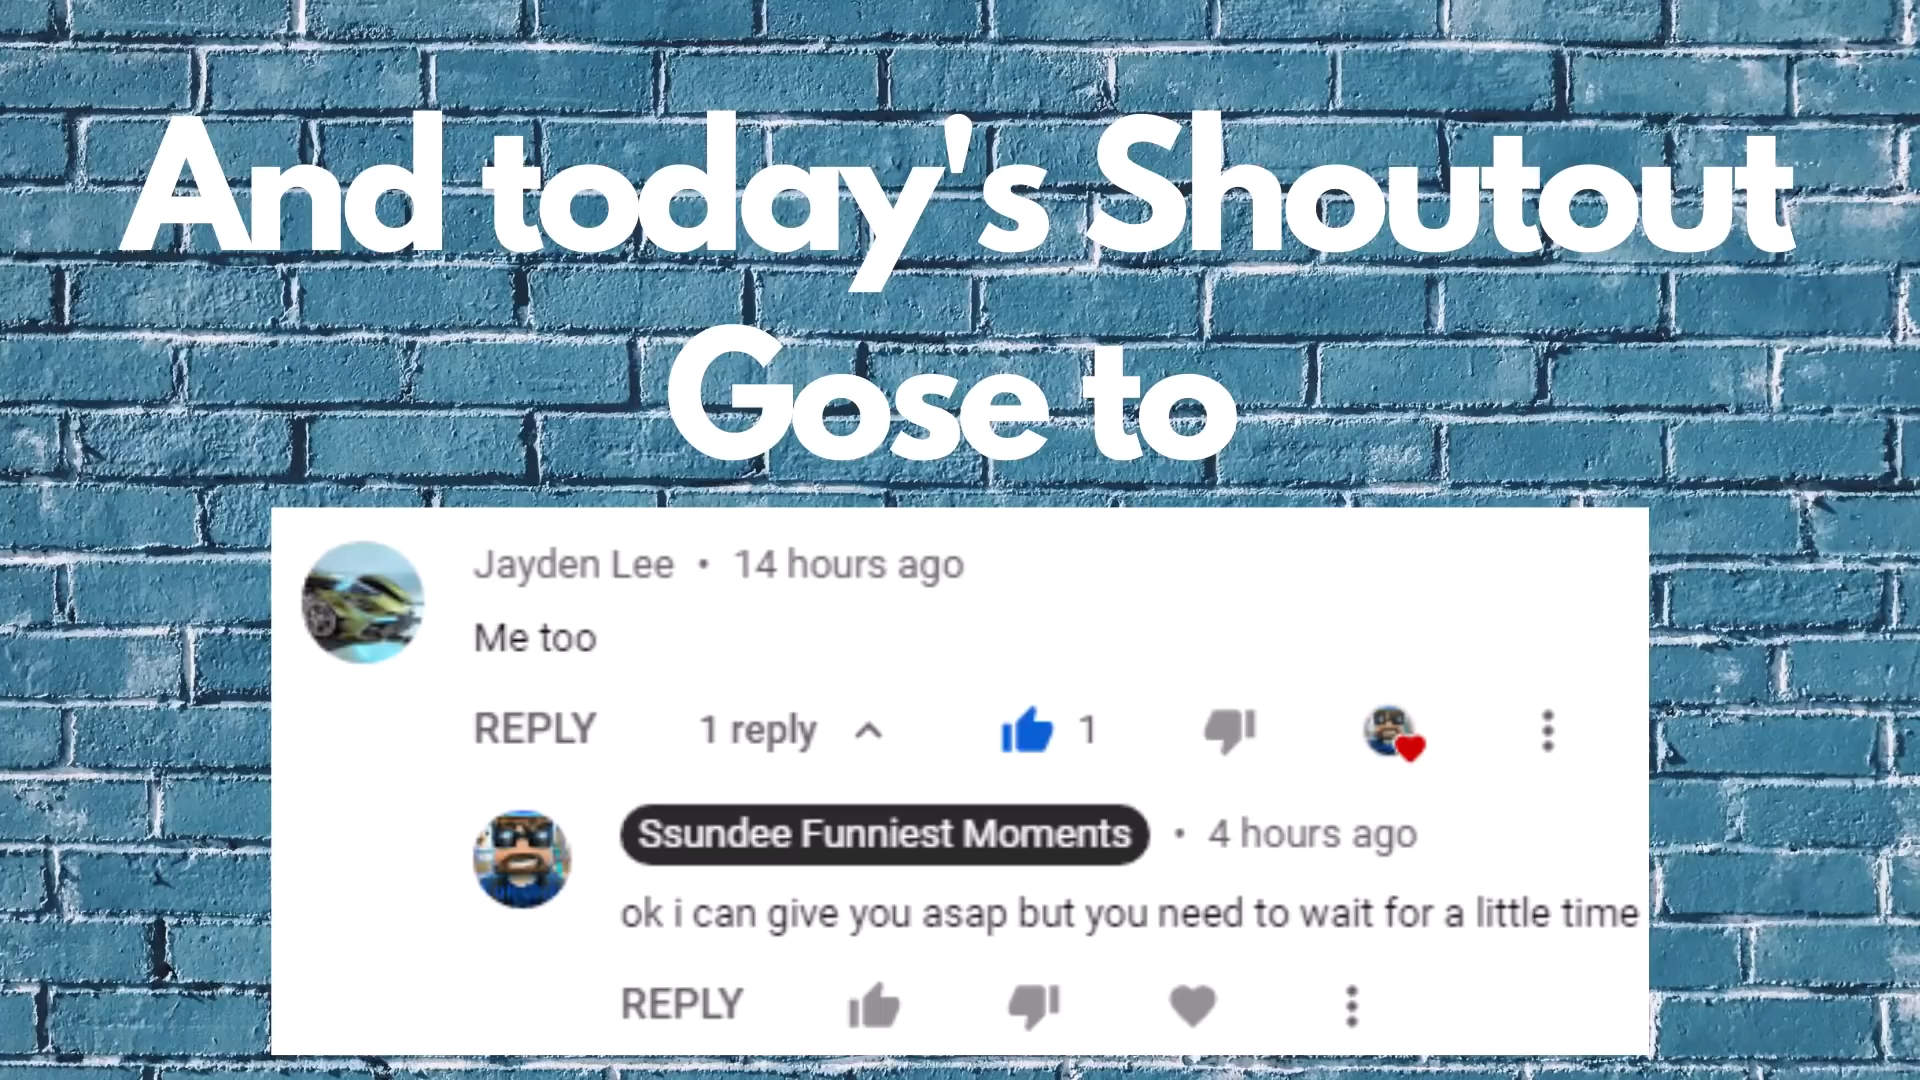 And today's Shoutout
Gose to
Jayden Lee • 14 hours ago
Me too
REPLY 1 reply 1
Ssundee Funniest Moments • 4 hours ago
ok i can give you asap but you need to wait for a little time
REPLY